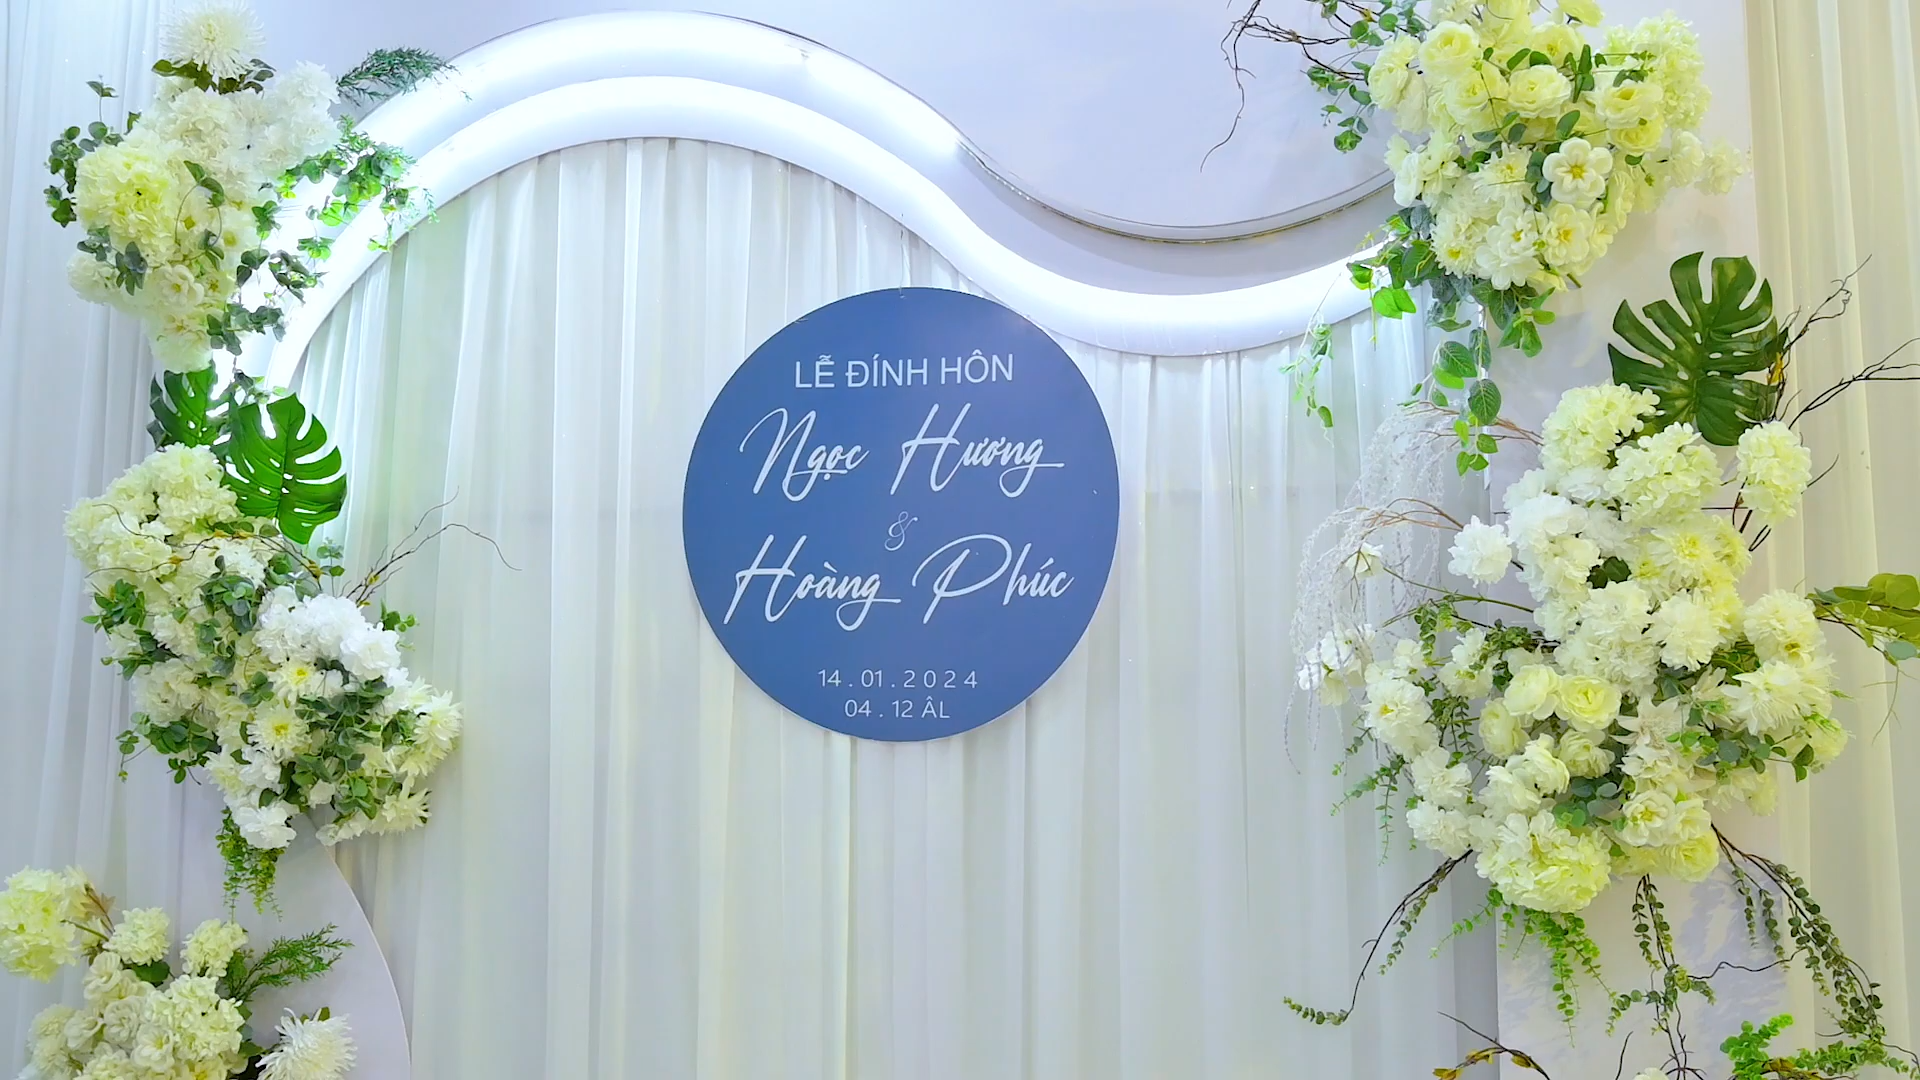 LỄ ĐÍNH HÔN
Ngọc Hương
&
Hoàng Phúc
14.01.2024
04.12 ÂL